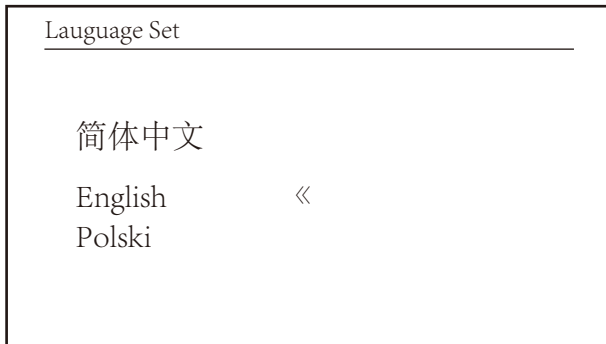 Lauguage Set
简体中文
English 《
Polski